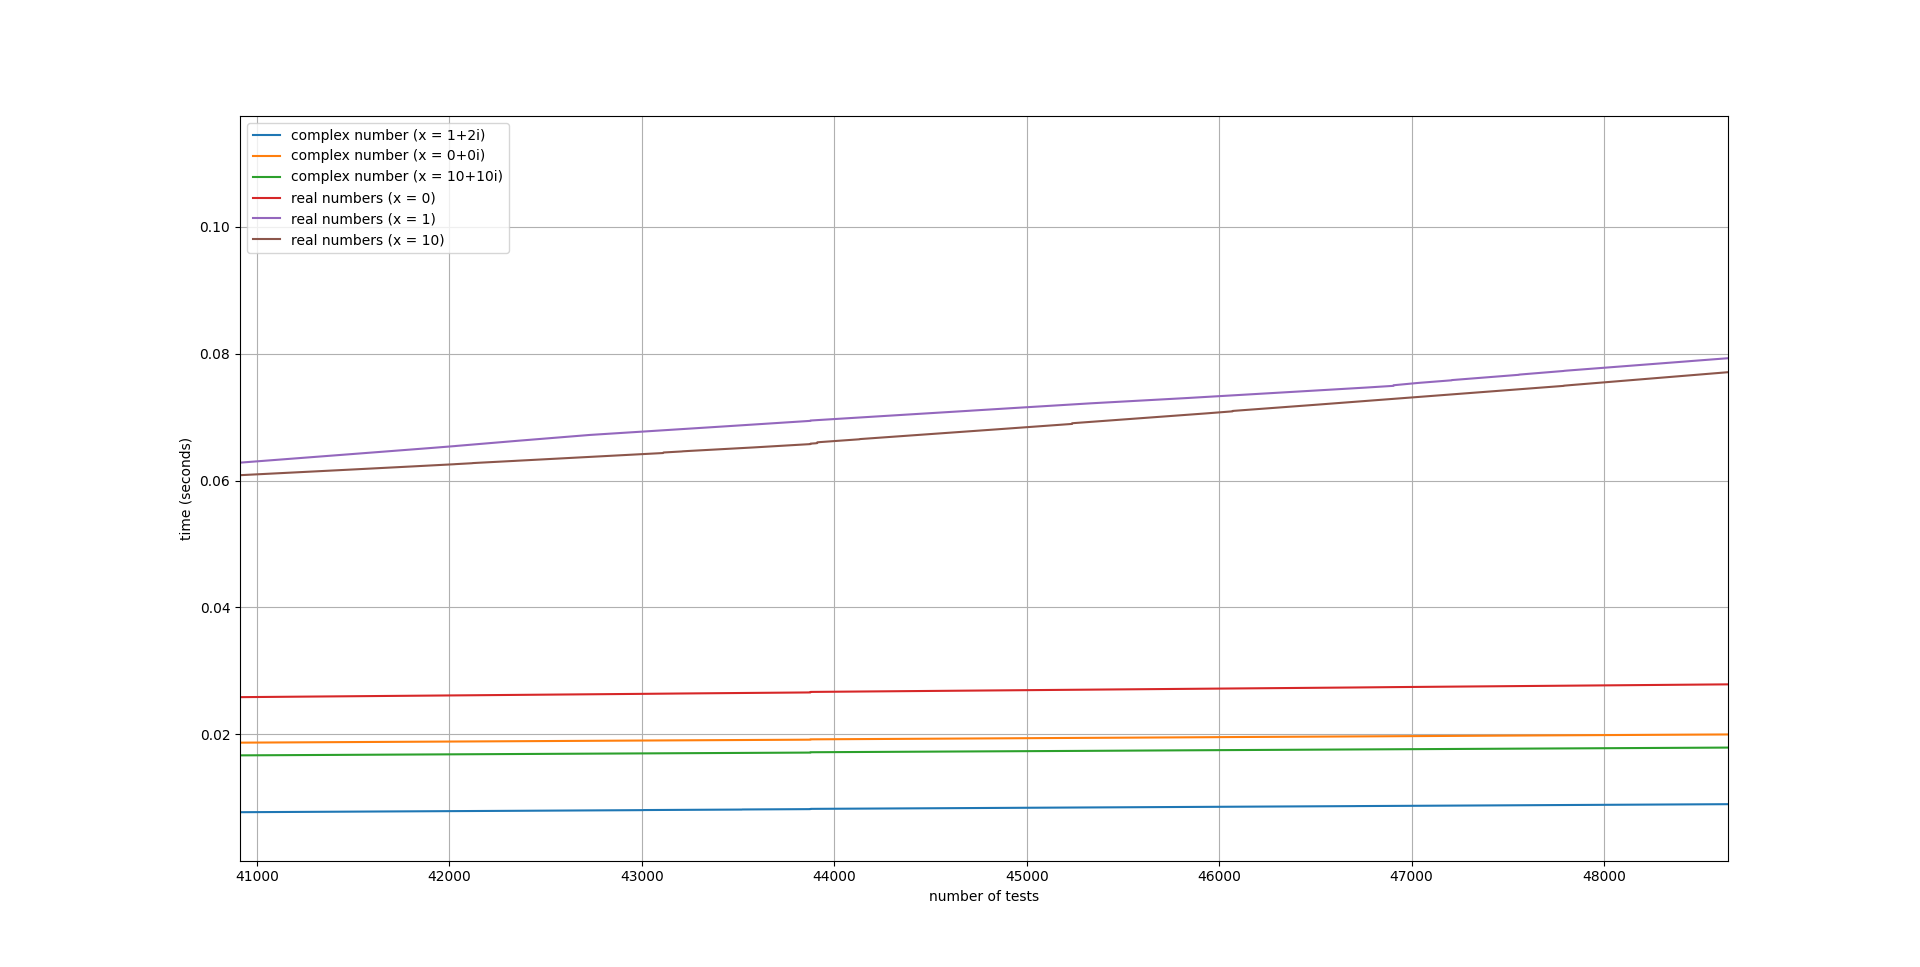 complex number (x = 1+2i)
complex number (x = 0+0i)
complex number (x = 10+10i)
real numbers (x = 0)
real numbers (x = 1)
real numbers (x = 10)
0.10
0.08
0.06
0.04
0.02
time (seconds)
41000 42000 43000 44000 45000 46000 47000 48000
number of tests